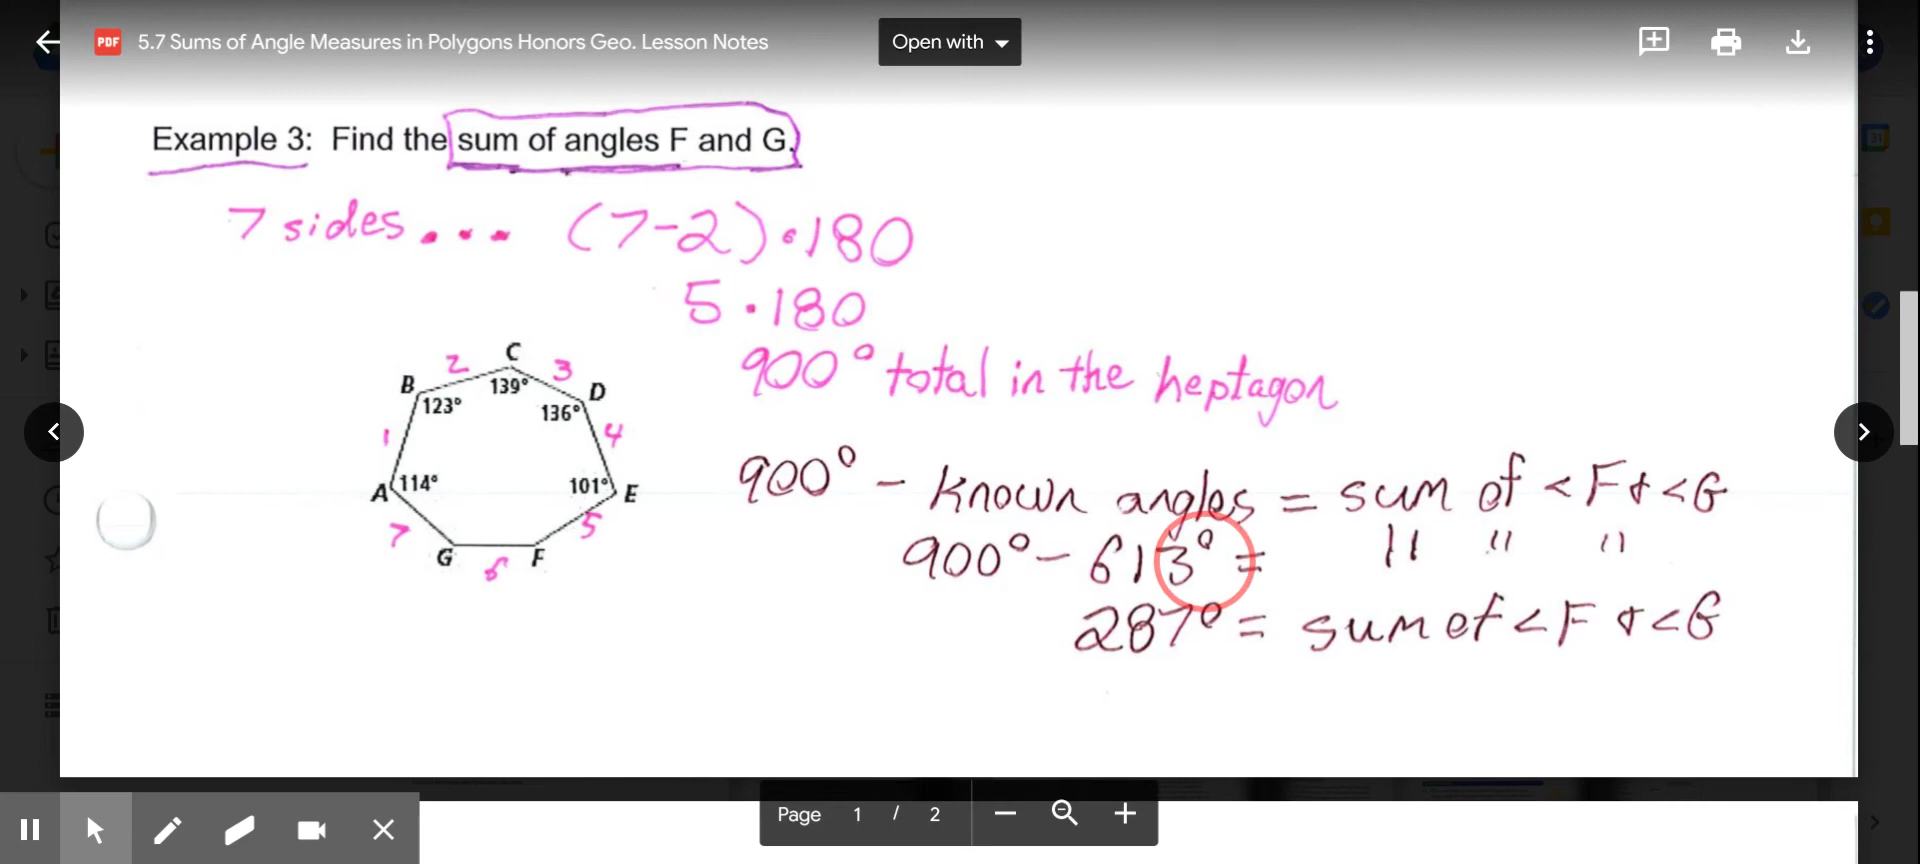 PDF 5.7 Sums of Angle Measures in Polygons Honors Geo. Lesson Notes Open with
31
Example 3: Find the sum of angles F and G.
7 sides... (7-2)•180
5•180
900° total in the heptagon
2 C 3
B 139° D
123° 136°
1 4
A 114° 101° E
7 5
G 6 F
900° - known angles = sum of <F & <G
900° - 613° = " " "
287° = sum of <F & <G
Page 1 / 2